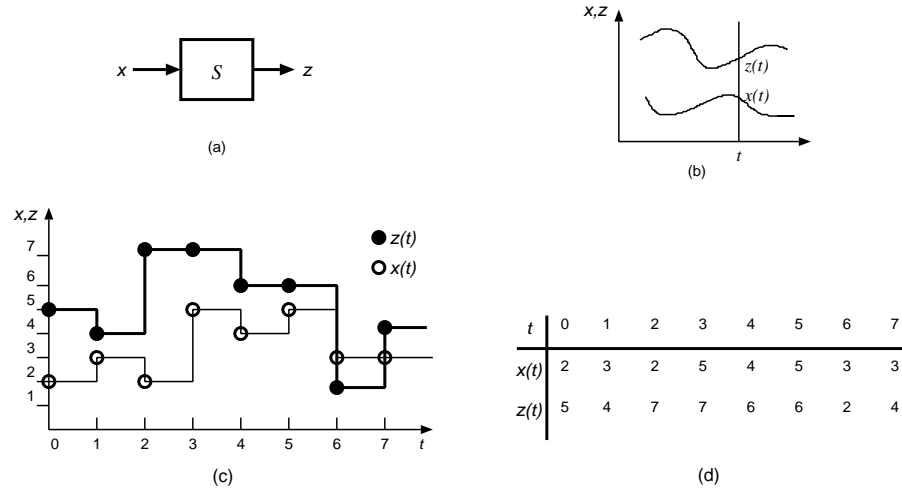 x S z
(a)
x,z
z(t)
x(t)
t
(b)
x,z
7
6
5
4
3
2
1
z(t)
x(t)
0 1 2 3 4 5 6 7 t
(c)
t 0 1 2 3 4 5 6 7
x(t) 2 3 2 5 4 5 3 3
z(t) 5 4 7 7 6 6 2 4
(d)